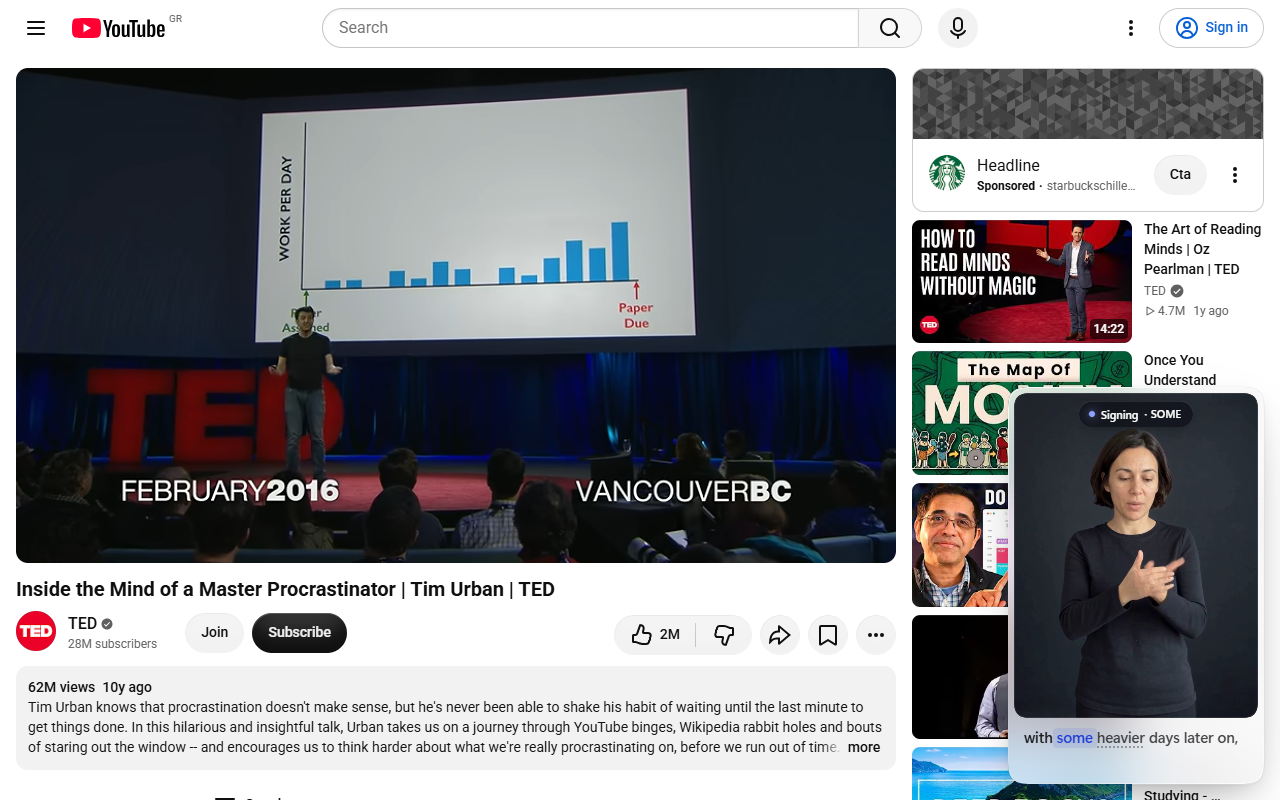 YouTube
GR
Search
Sign in
WORK PER DAY
Paper
Due
TED
FEBRUARY2016
VANCOUVERBC
Inside the Mind of a Master Procrastinator | Tim Urban | TED
TED
TED
28M subscribers
Join
Subscribe
2M
62M views 10y ago
Tim Urban knows that procrastination doesn't make sense, but he's never been able to shake his habit of waiting until the last minute to
get things done. In this hilarious and insightful talk, Urban takes us on a journey through YouTube binges, Wikipedia rabbit holes and bouts
of staring out the window -- and encourages us to think harder about what we're really procrastinating on, before we run out of time. more
Headline
Sponsored · starbuckschille...
Cta
HOW TO
READ MINDS
WITHOUT MAGIC
TED
14:22
The Art of Reading
Minds | Oz
Pearlman | TED
TED
4.7M 1y ago
The Map Of
Once You
Understand
DO
Signing · SOME
with some heavier days later on,
Studying - ...